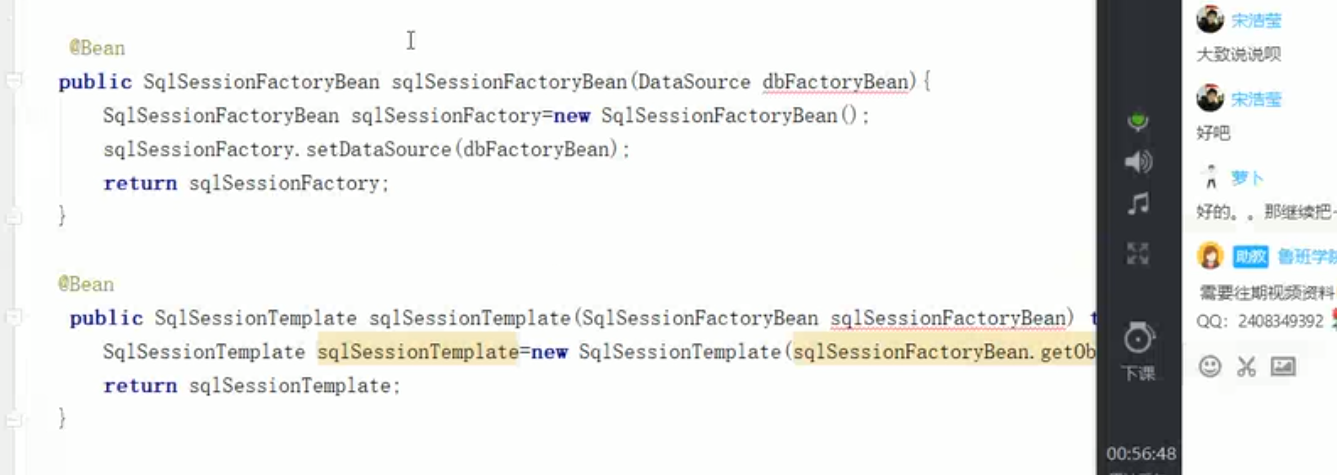 @Bean
public SqlSessionFactoryBean sqlSessionFactoryBean(DataSource dbFactoryBean){
SqlSessionFactoryBean sqlSessionFactory=new SqlSessionFactoryBean();
sqlSessionFactory.setDataSource(dbFactoryBean);
return sqlSessionFactory;
}
@Bean
public SqlSessionTemplate sqlSessionTemplate(SqlSessionFactoryBean sqlSessionFactoryBean) t
SqlSessionTemplate sqlSessionTemplate=new SqlSessionTemplate(sqlSessionFactoryBean.getOb
return sqlSessionTemplate;
}
下课
00:56:48
宋洁莹
大致说说呗
宋洁莹
好吧
萝卜
好的。。那继续把
助教 鲁班学院
需要往期视频资料
QQ: 2408349392